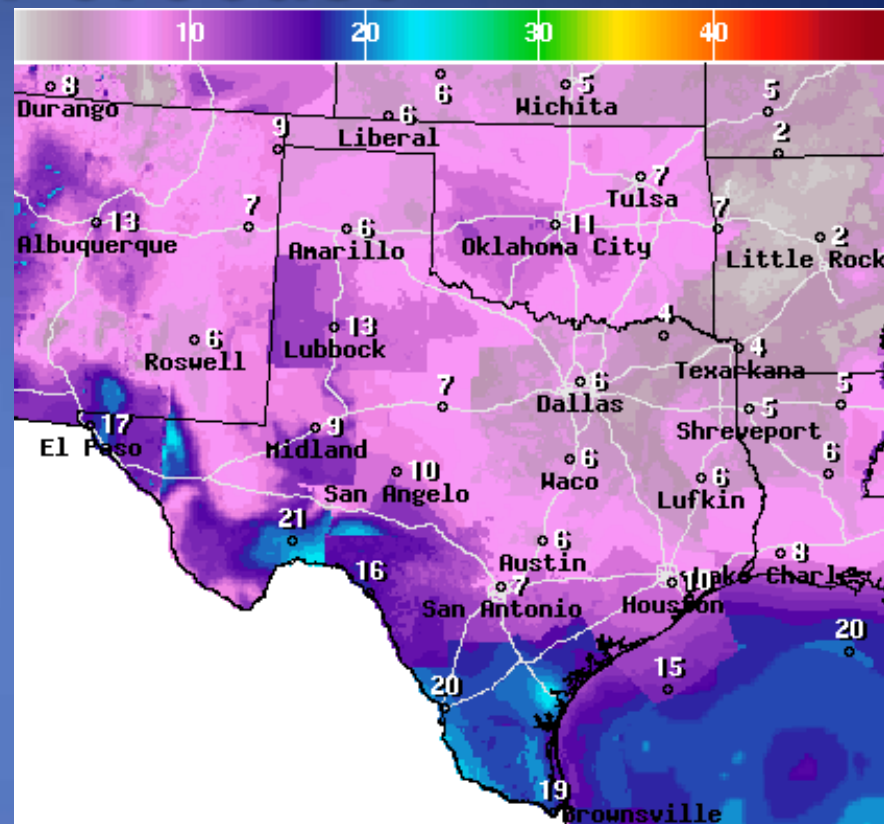 10 20 30 40
8
Durango
6
5
Wichita
5
6
Liberal
9
2
7
Tulsa
13
Albuquerque
7
6
Amarillo
11
Oklahoma City
7
2
Little Rock
6
Roswell
13
Lubbock
4
4
Texarkana
6
Dallas
7
5
Shreveport
5
17
El Paso
9
Midland
10
San Angelo
6
Waco
6
Lufkin
6
21
6
Austin
8
Lake Charles
16
7
San Antonio
10
Houston
20
15
20
19
Brownsville